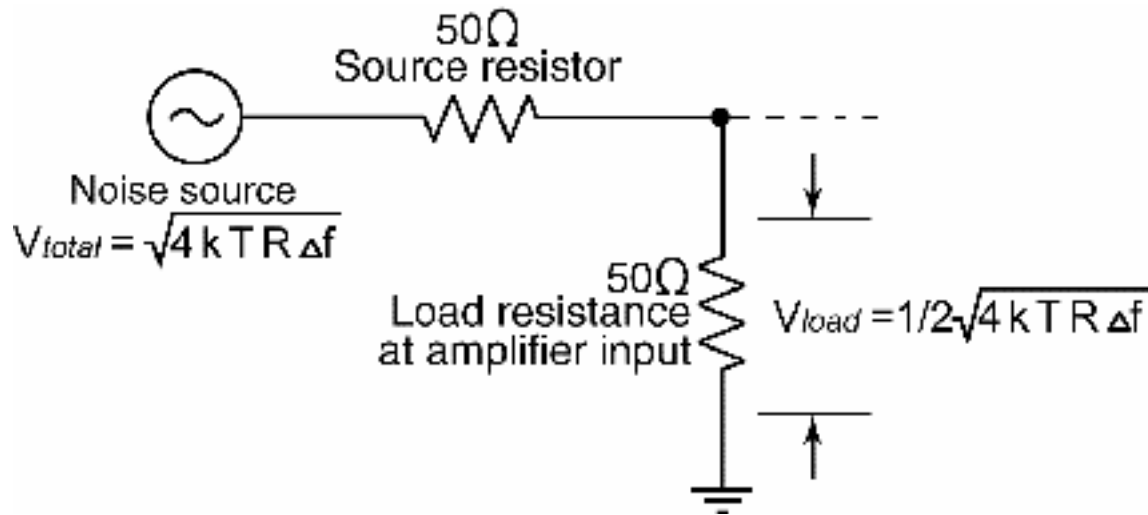 50Ω
Source resistor
Noise source
Vtotal = √4 k T R Δf
50Ω
Load resistance
at amplifier input
Vload =1/2√4 k T R Δf